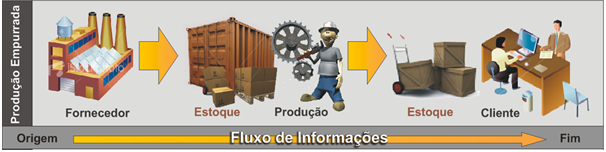 Produção Empurrada
Fornecedor
Estoque
Produção
Estoque
Cliente
Origem
Fluxo de Informações
Fim